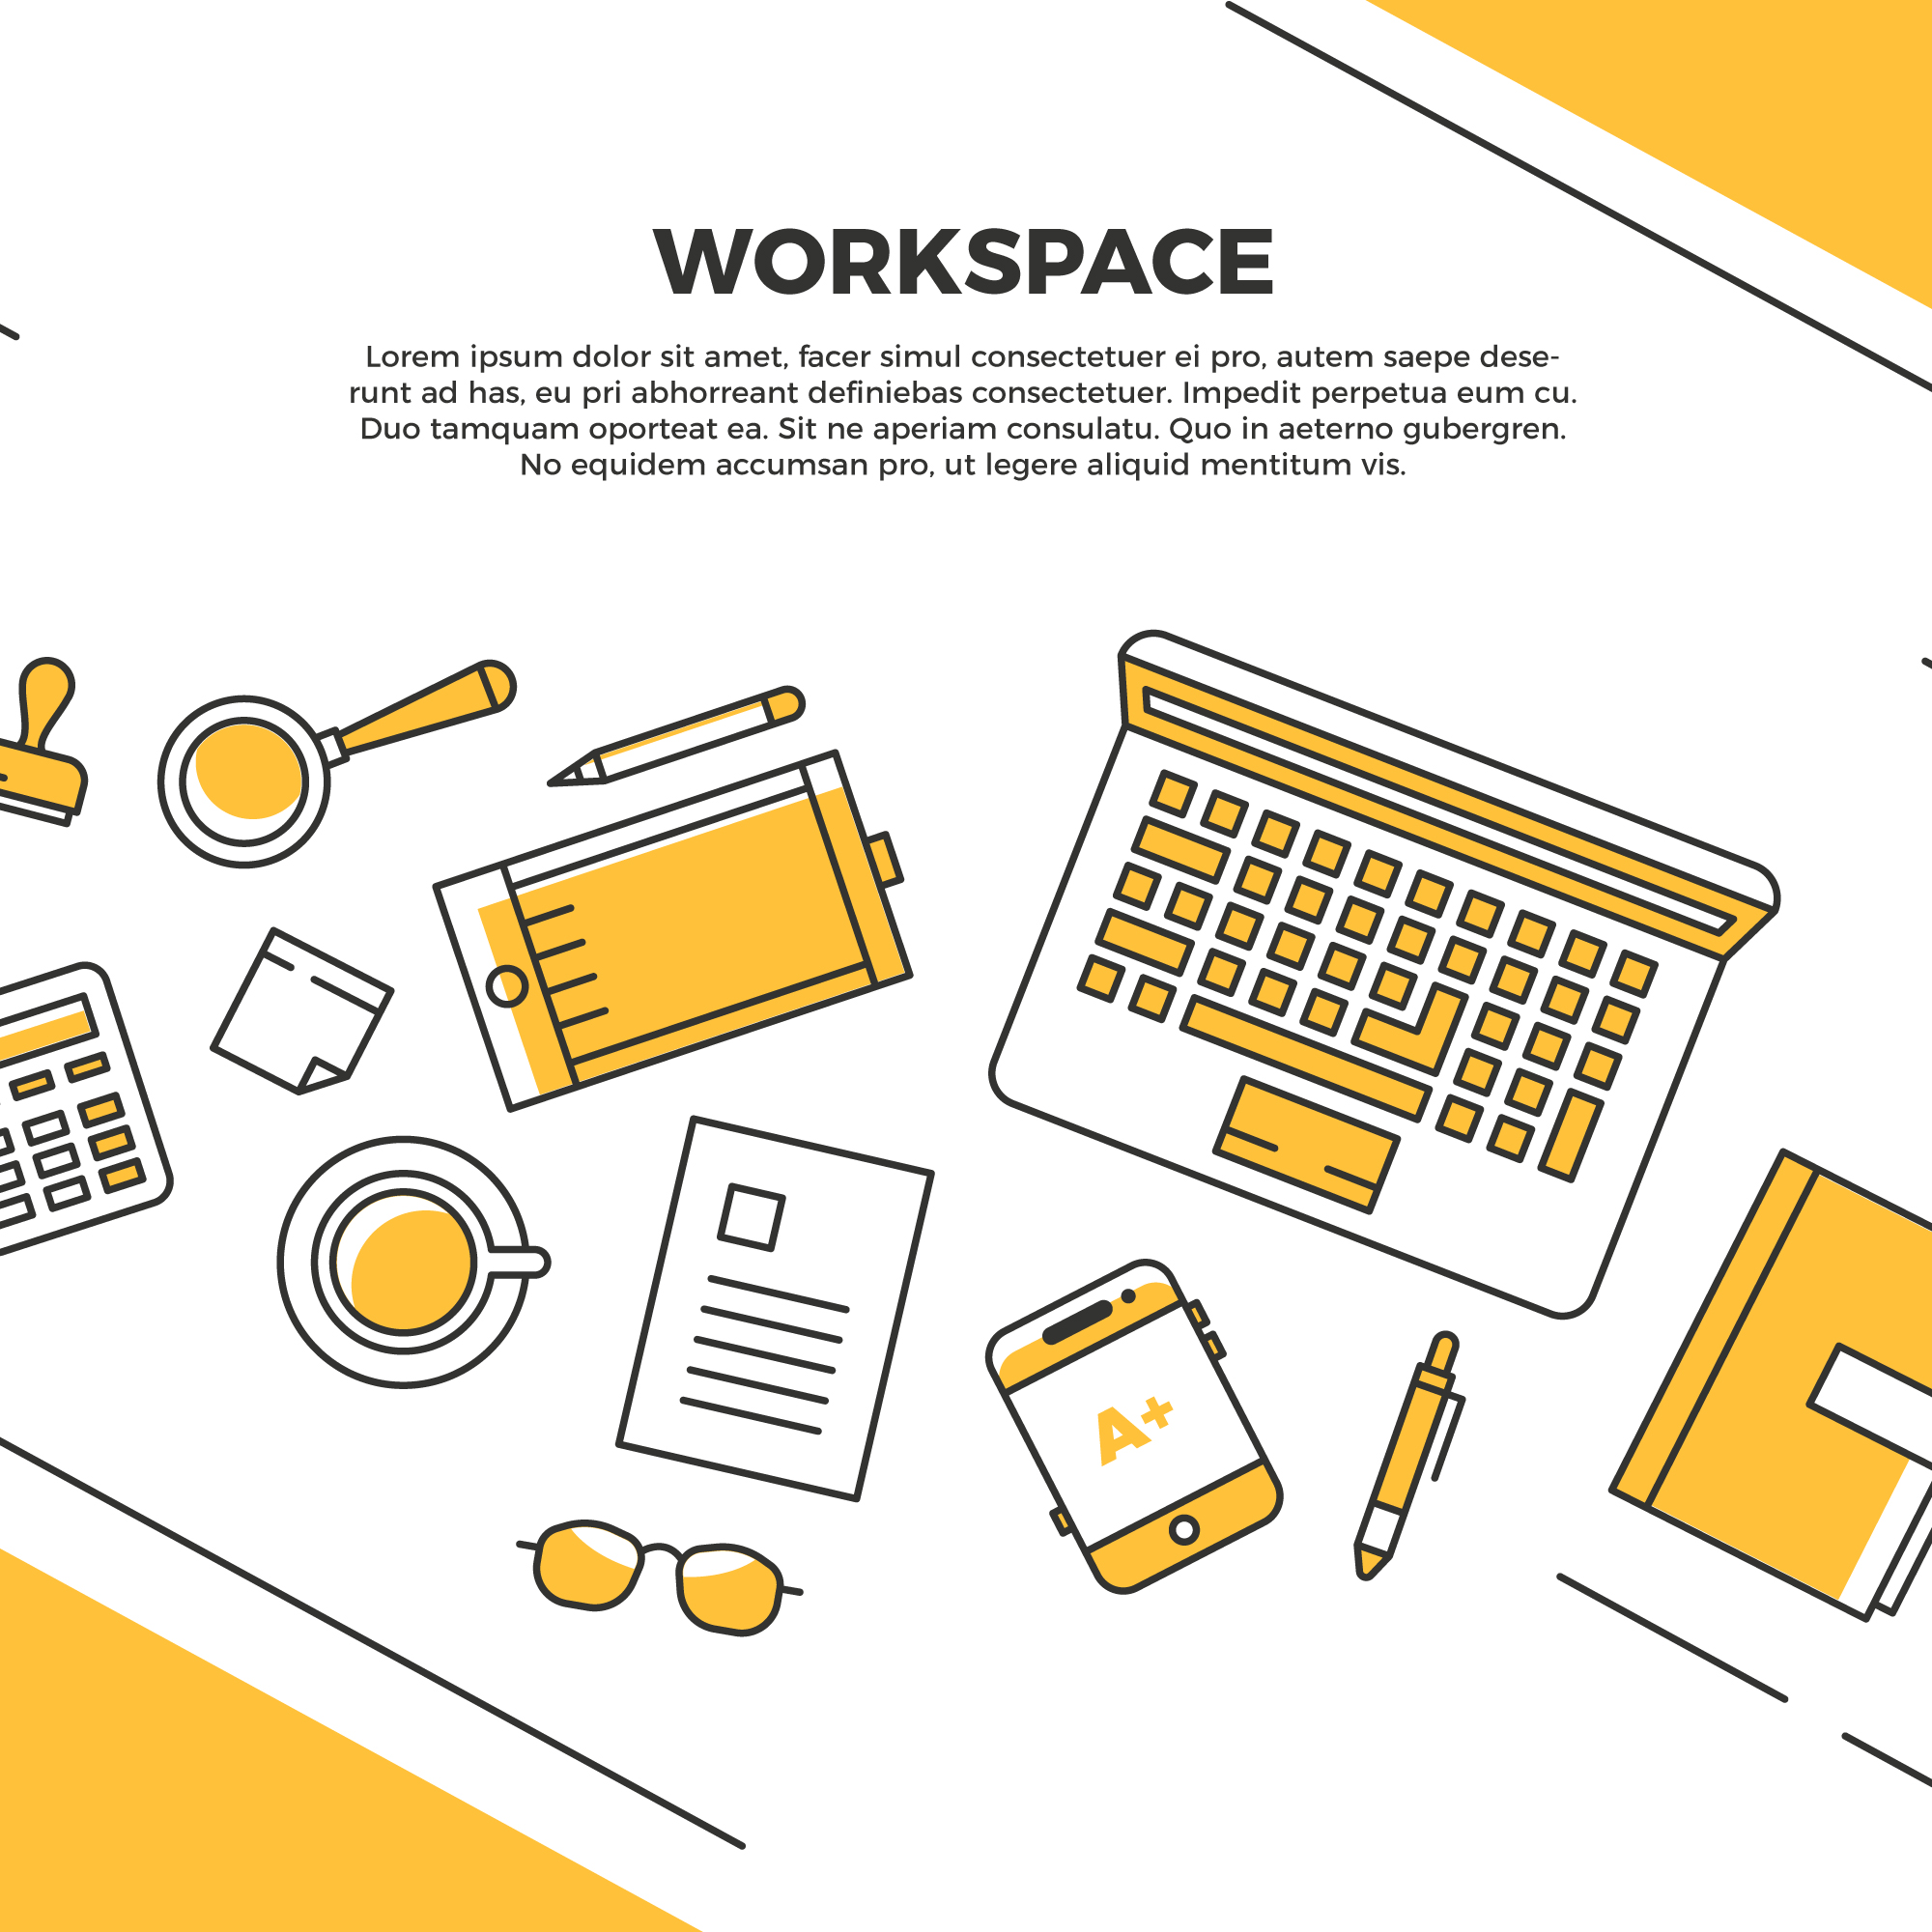 WORKSPACE
Lorem ipsum dolor sit amet, facer simul consectetuer ei pro, autem saepe dese-
runt ad has, eu pri abhorreant definiebas consectetuer. Impedit perpetua eum cu.
Duo tamquam oporteat ea. Sit ne aperiam consulatu. Quo in aeterno gubergren.
No equidem accumsan pro, ut legere aliquid mentitum vis.
A+